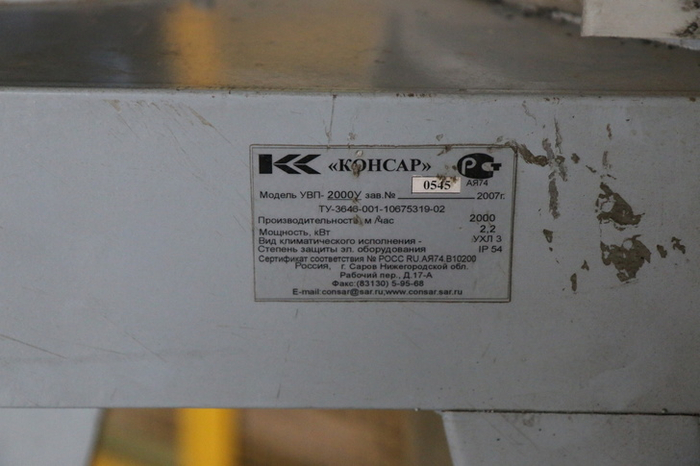 КК «КОНСАР» РСТ
0545 АЯ74
Модель УВП- 2000У зав.№ 2007г.
ТУ-3646-001-10675319-02
Производительность, м /час 2000
Мощность, кВт 2,2
Вид климатического исполнения - УХЛ 3
Степень защиты эл. оборудования IP 54
Сертификат соответствия № РОСС RU.АЯ74.В10200
Россия, г. Саров Нижегородской обл.
Рабочий пер., Д.17-А
Факс:(83130) 5-95-68
E-mail:consar@sar.ru,www.consar.sar.ru